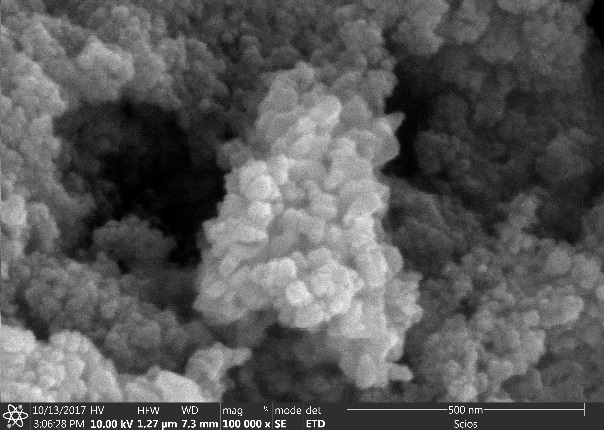 10/13/2017 HV HFW WD mag mode det 500 nm
3:06:28 PM 10.00 kV 1.27 µm 7.3 mm 100 000 x SE ETD Scios